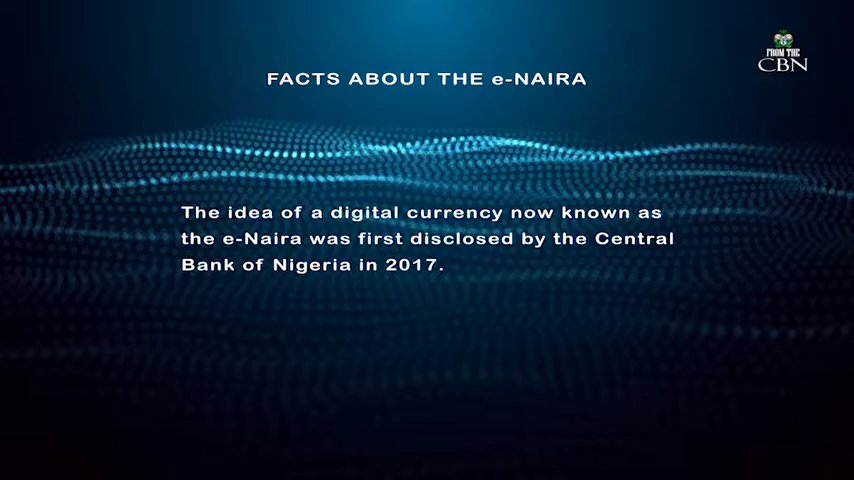 FROM THE
CBN
FACTS ABOUT THE e-NAIRA
The idea of a digital currency now known as
the e-Naira was first disclosed by the Central
Bank of Nigeria in 2017.